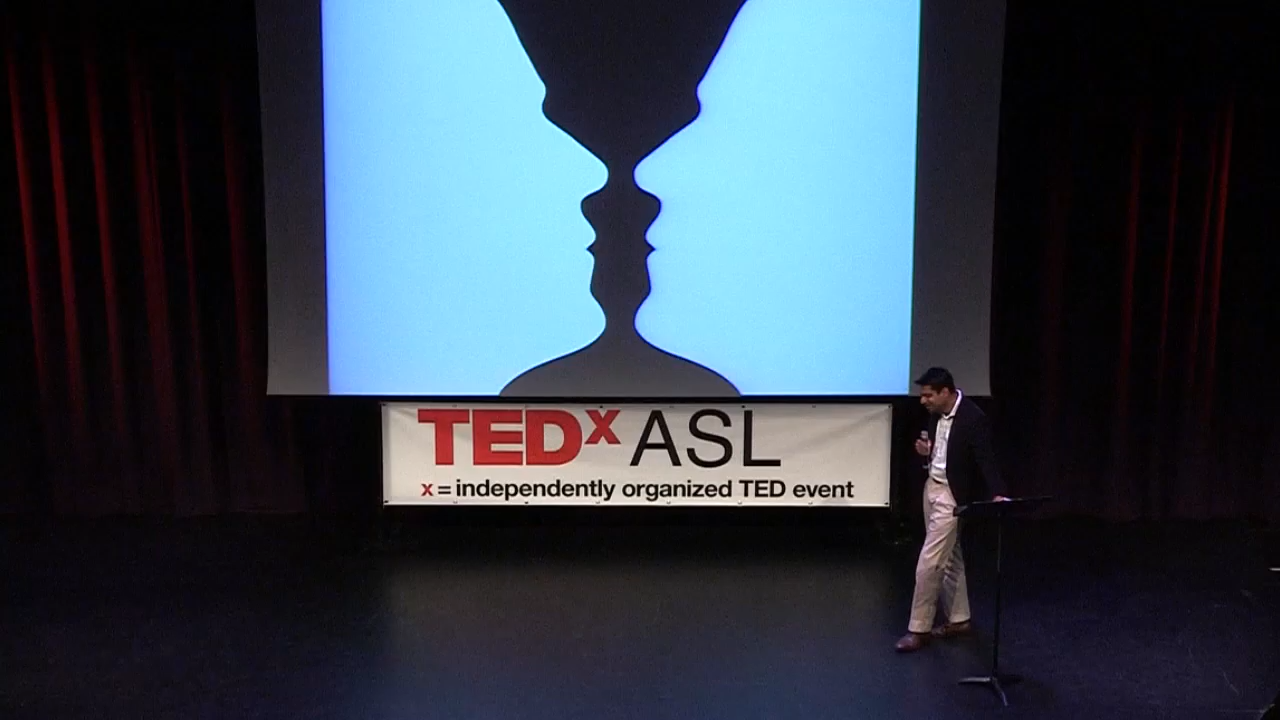 TEDx ASL
x = independently organized TED event